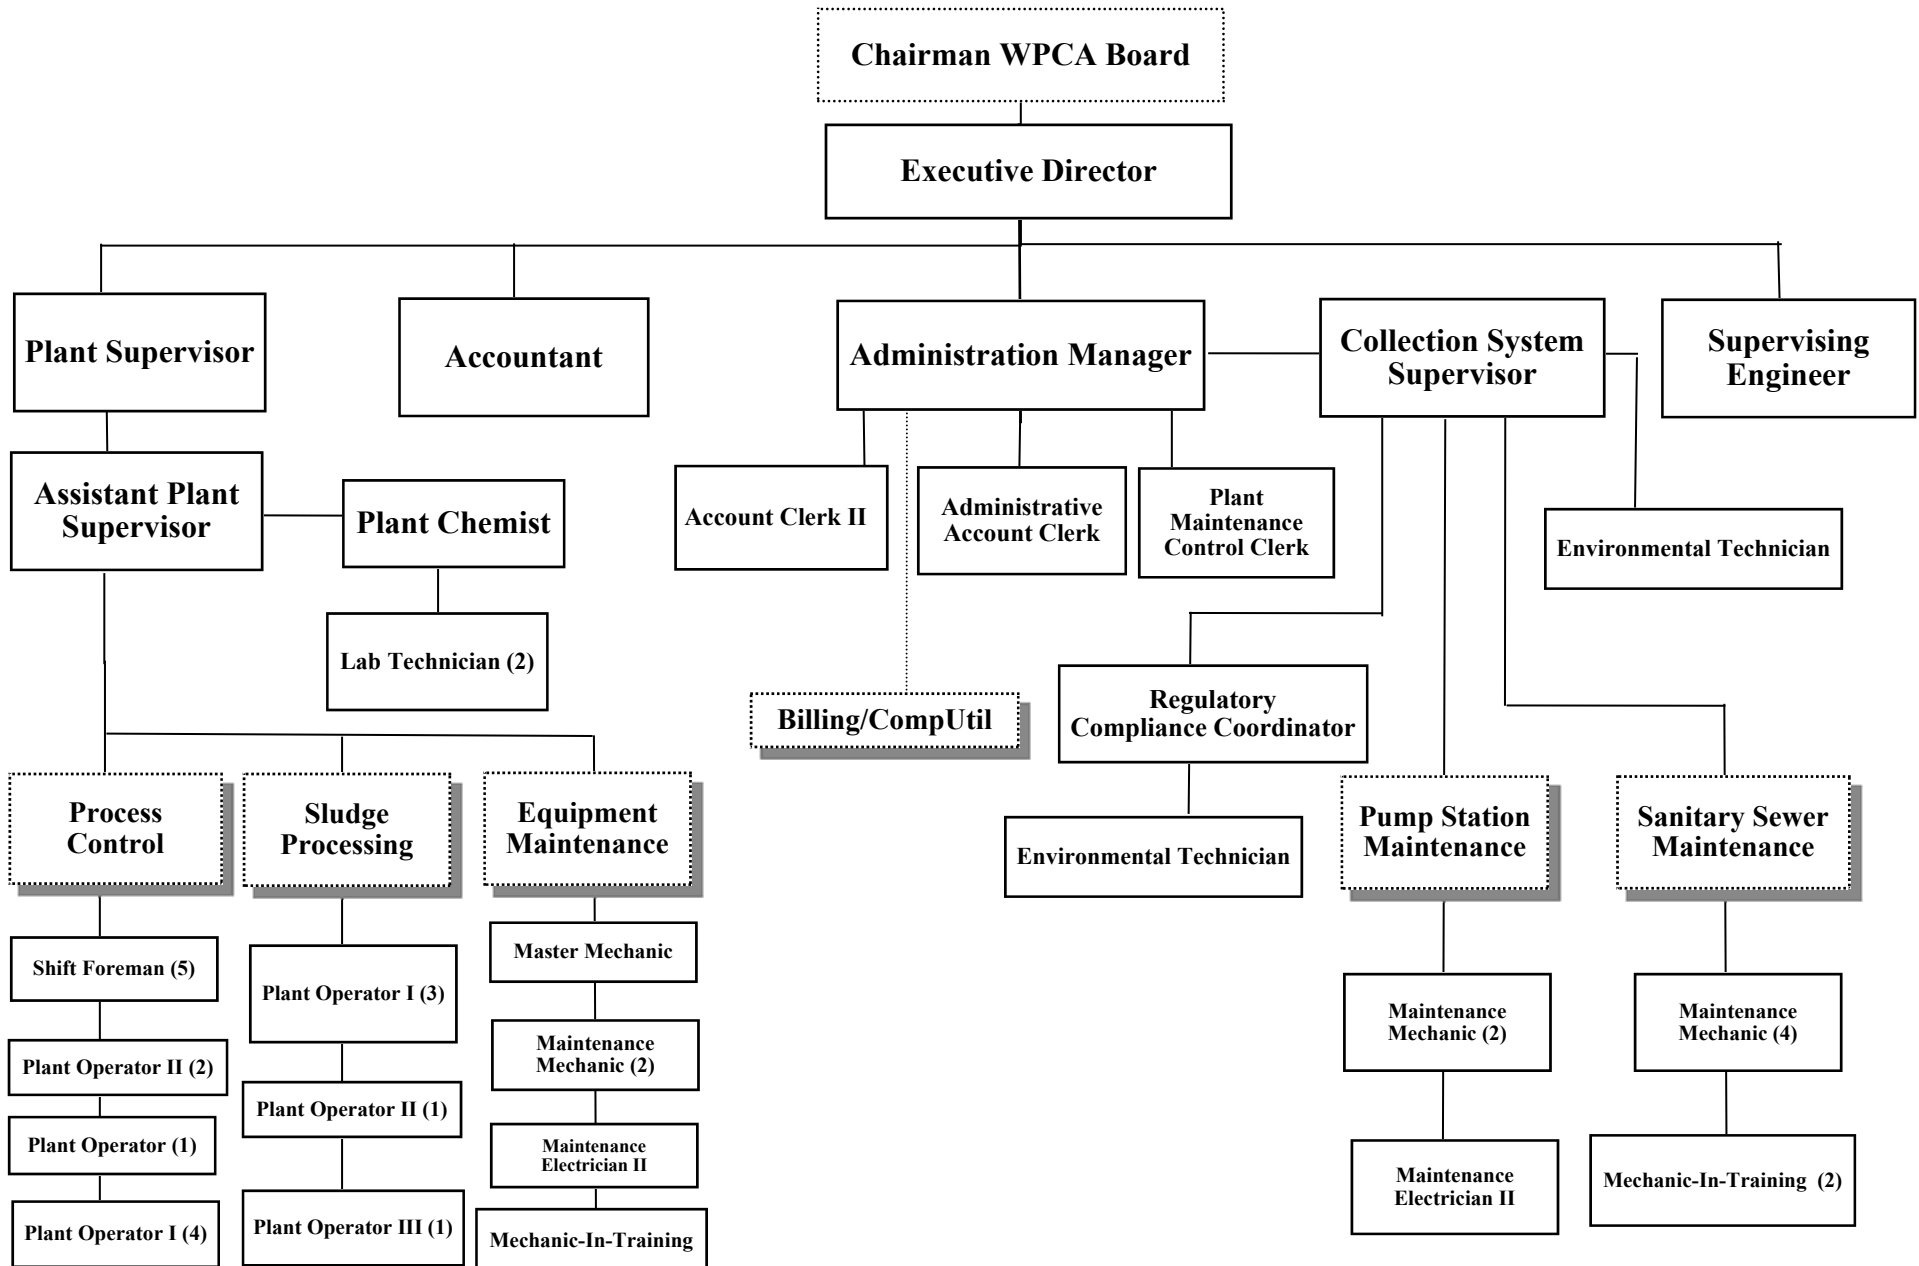 Chairman WPCA Board
Executive Director
Plant Supervisor
Accountant
Administration Manager
Collection System
Supervisor
Supervising
Engineer
Assistant Plant
Supervisor
Plant Chemist
Account Clerk II
Administrative
Account Clerk
Plant
Maintenance
Control Clerk
Environmental Technician
Lab Technician (2)
Billing/CompUtil
Regulatory
Compliance Coordinator
Process
Control
Sludge
Processing
Equipment
Maintenance
Environmental Technician
Pump Station
Maintenance
Sanitary Sewer
Maintenance
Shift Foreman (5)
Plant Operator II (2)
Plant Operator (1)
Plant Operator I (4)
Plant Operator I (3)
Plant Operator II (1)
Plant Operator III (1)
Master Mechanic
Maintenance
Mechanic (2)
Maintenance
Electrician II
Mechanic-In-Training
Maintenance
Mechanic (2)
Maintenance
Electrician II
Maintenance
Mechanic (4)
Mechanic-In-Training (2)